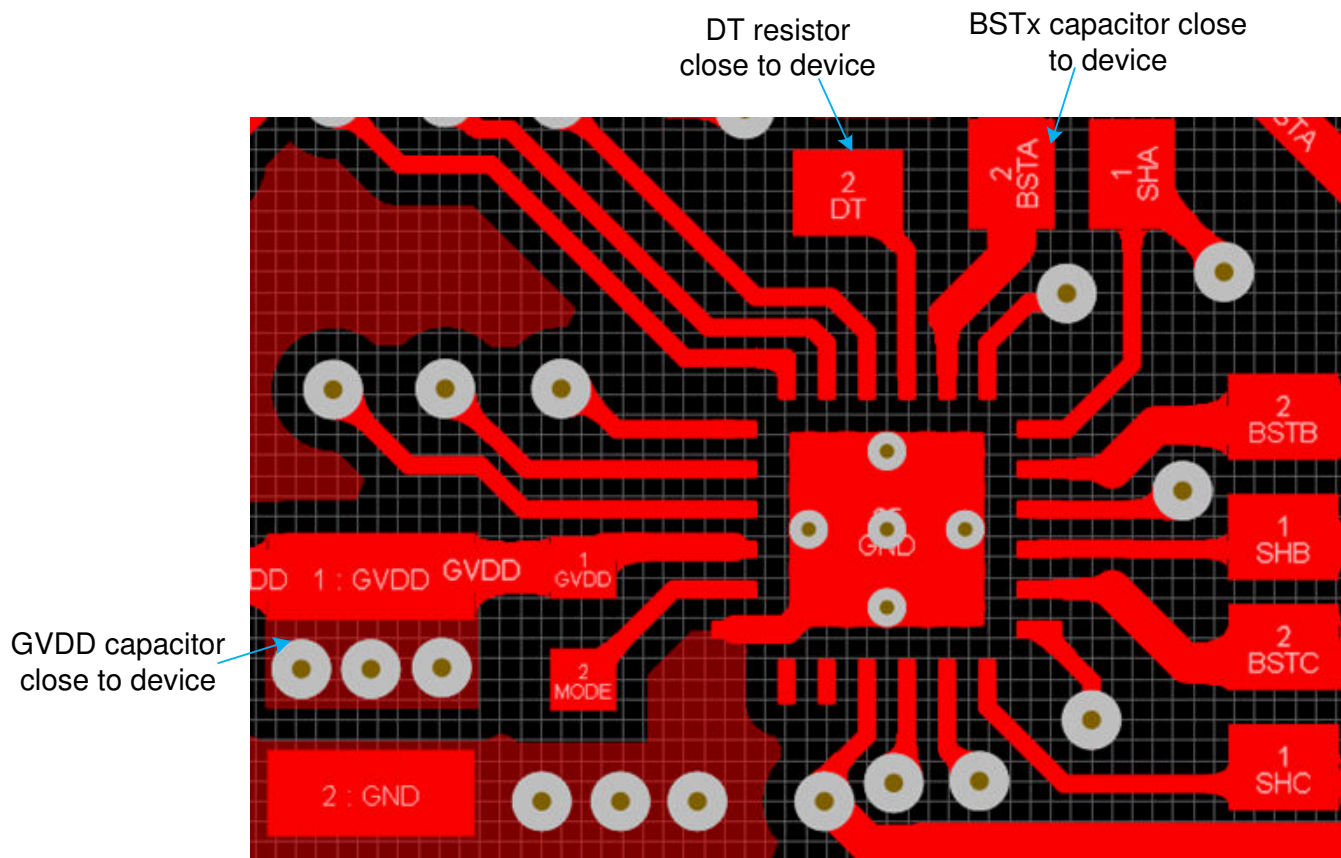 DT resistor
close to device
BSTx capacitor close
to device
2
DT
2
BSTA
1
SHA
STA
2
BSTB
1
SHB
GND
DD
1 : GVDD
GVDD
1
GVDD
GVDD capacitor
close to device
2
MODE
2
BSTC
1
SHC
2 : GND